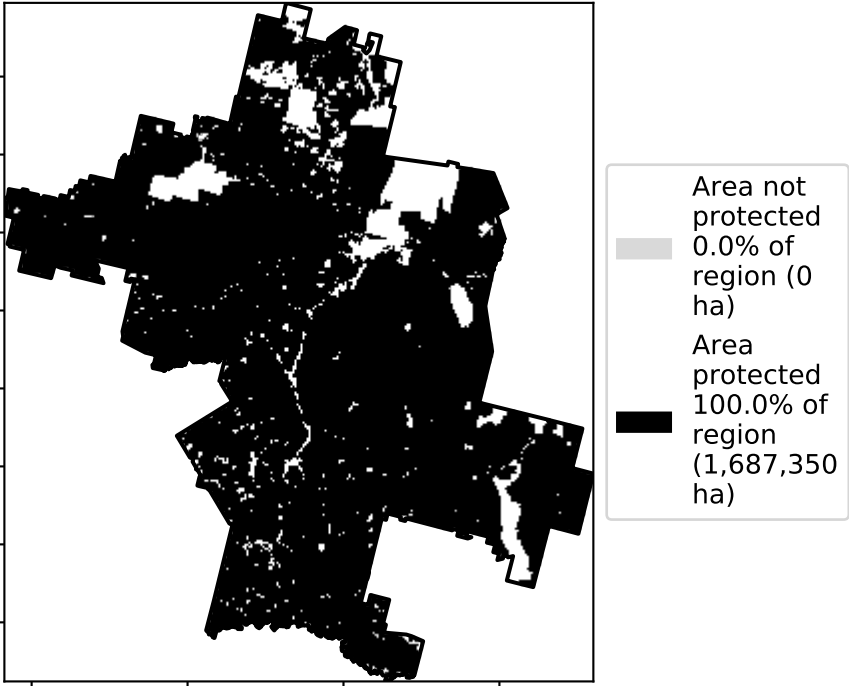 Area not
protected
0.0% of
region (0
ha)
Area
protected
100.0% of
region
(1,687,350
ha)